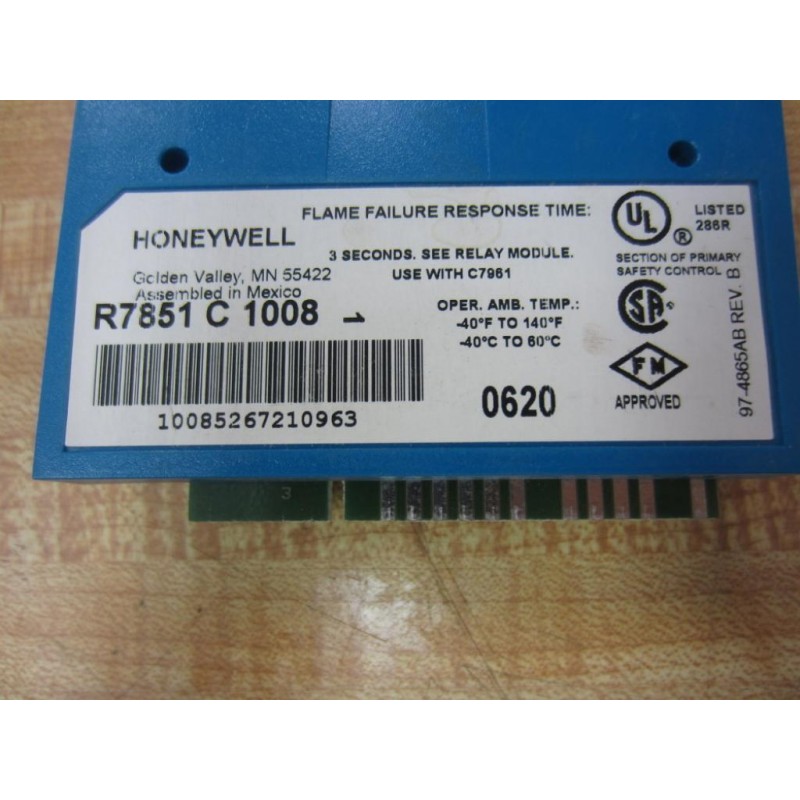 HONEYWELL
Golden Valley, MN 55422
Assembled in Mexico
R7851 C 1008
10085267210963
FLAME FAILURE RESPONSE TIME:
3 SECONDS. SEE RELAY MODULE.
USE WITH C7961
OPER. AMB. TEMP.:
-40°F TO 140°F
-40°C TO 60°C
0620
UL
®
LISTED
286R
SECTION OF PRIMARY
SAFETY CONTROL
SA
FM
APPROVED
97-4865AB REV. B
3